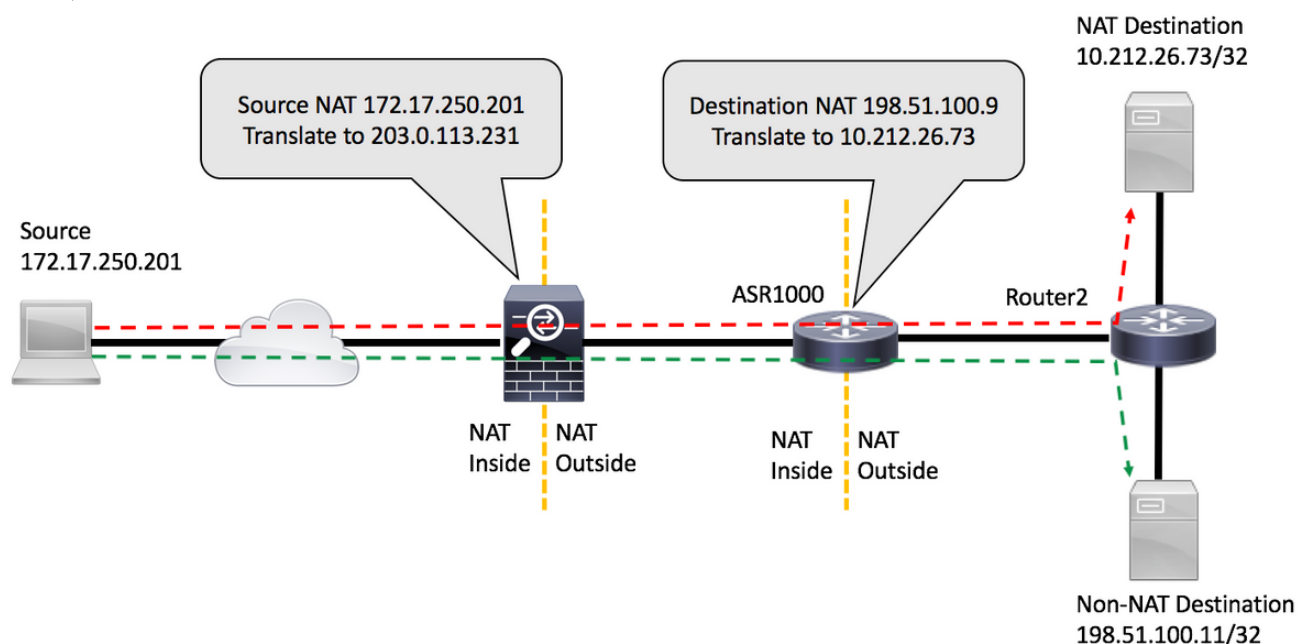 NAT Destination
10.212.26.73/32
Source NAT 172.17.250.201
Translate to 203.0.113.231
Destination NAT 198.51.100.9
Translate to 10.212.26.73
Source
172.17.250.201
ASR1000
Router2
NAT
Inside
NAT
Outside
NAT
Inside
NAT
Outside
Non-NAT Destination
198.51.100.11/32